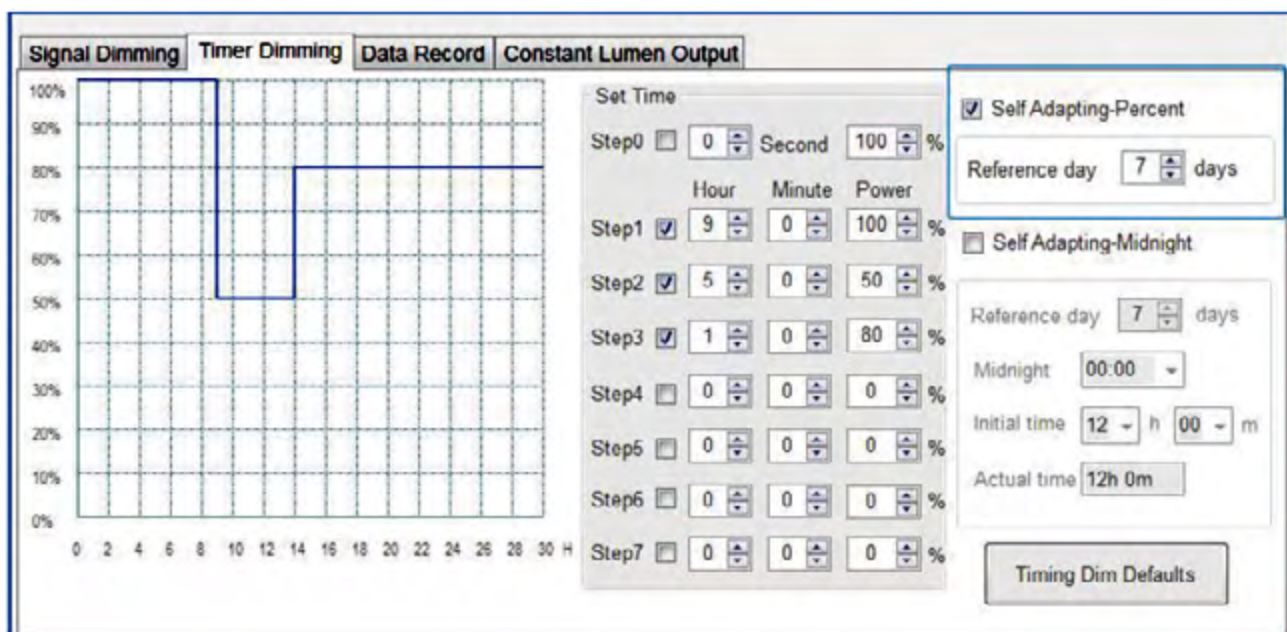 Signal Dimming Timer Dimming Data Record Constant Lumen Output
100%
90%
80%
70%
60%
50%
40%
30%
20%
10%
0%
0 2 4 6 8 10 12 14 16 18 20 22 24 26 28 30 H
Set Time
Step0 0 Second 100 %
Hour Minute Power
Step1 9 0 100 %
Step2 5 0 50 %
Step3 1 0 80 %
Step4 0 0 0 %
Step5 0 0 0 %
Step6 0 0 0 %
Step7 0 0 0 %
Self Adapting-Percent
Reference day 7 days
Self Adapting-Midnight
Reference day 7 days
Midnight 00:00
Initial time 12 h 00 m
Actual time 12h 0m
Timing Dim Defaults